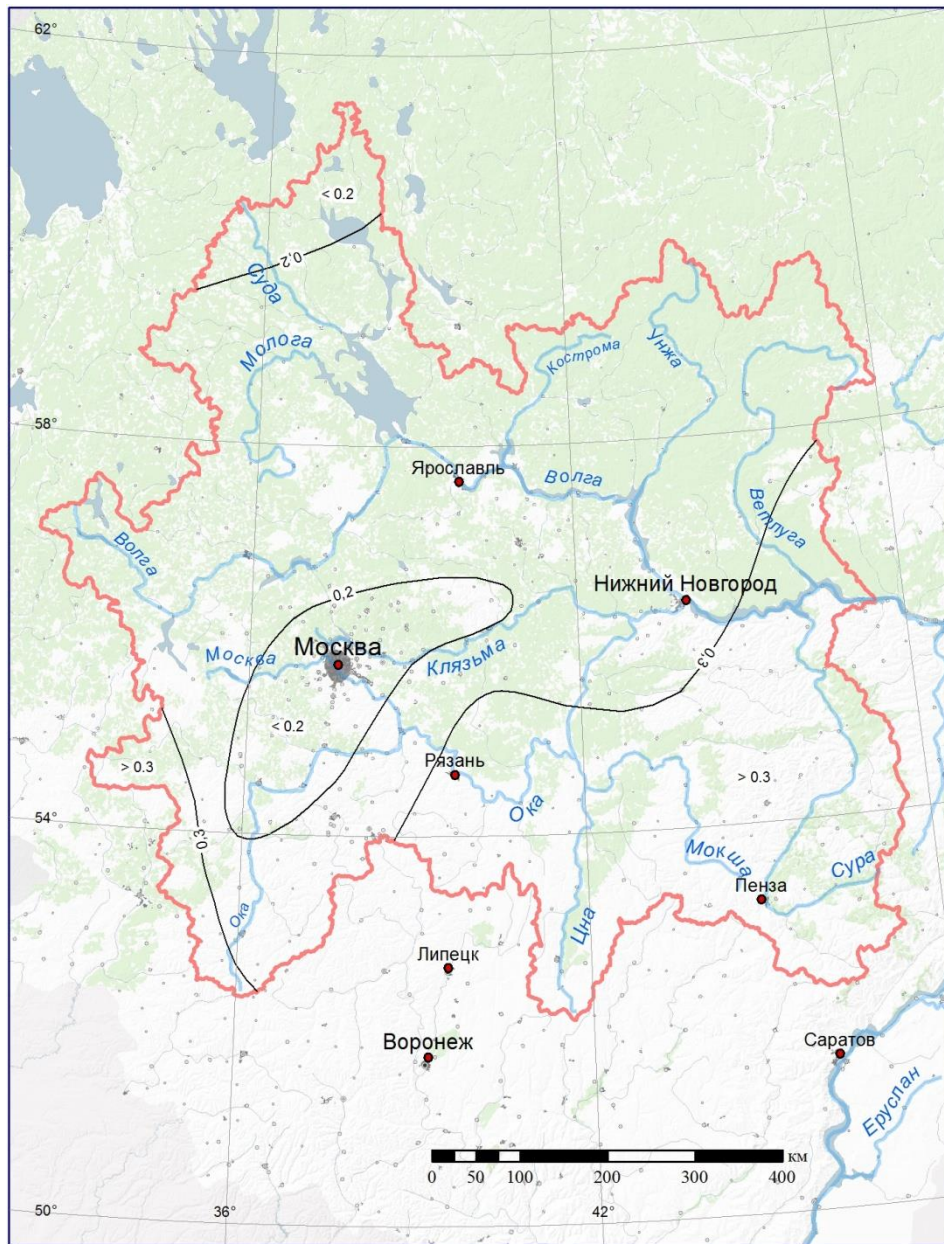 62°
< 0.2
0,2
Суда
Молога
Кострома
Унжа
58°
Ярославль
Волга
Ветлуга
Волга
Нижний Новгород
0,2
Москва
Москва
Клязьма
0.3
< 0.2
> 0.3
Рязань
> 0.3
Ока
54°
0.3
Мокша
Сура
Пенза
Ока
Цна
Липецк
Воронеж
Саратов
Еруслан
км
0 50 100 200 300 400
50°
36
42